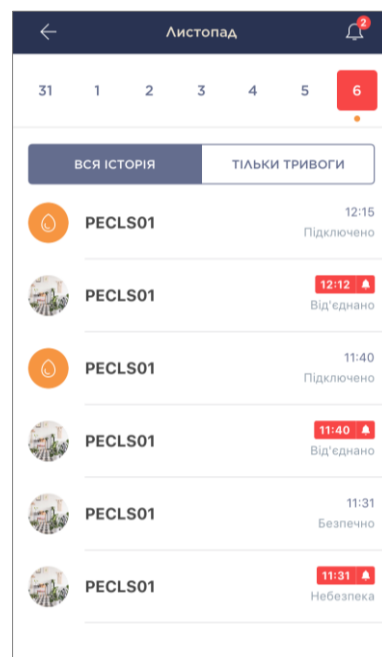 Листопад
2
31 1 2 3 4 5 6
ВСЯ ІСТОРІЯ ТІЛЬКИ ТРИВОГИ
12:15
PECLS01
Підключено
12:12
PECLS01
Від'єднано
11:40
PECLS01
Підключено
11:40
PECLS01
Від'єднано
11:31
PECLS01
Безпечно
11:31
PECLS01
Небезпека